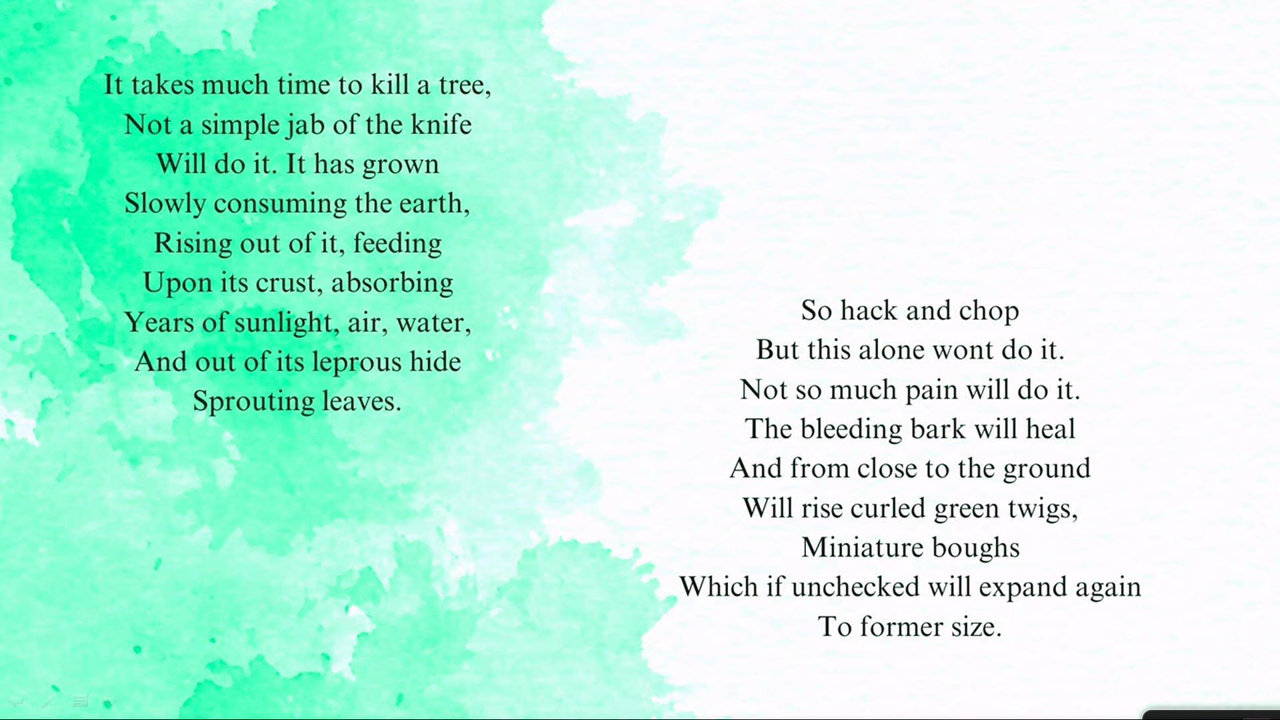 It takes much time to kill a tree,
Not a simple jab of the knife
Will do it. It has grown
Slowly consuming the earth,
Rising out of it, feeding
Upon its crust, absorbing
Years of sunlight, air, water,
And out of its leprous hide
Sprouting leaves.
So hack and chop
But this alone wont do it.
Not so much pain will do it.
The bleeding bark will heal
And from close to the ground
Will rise curled green twigs,
Miniature boughs
Which if unchecked will expand again
To former size.